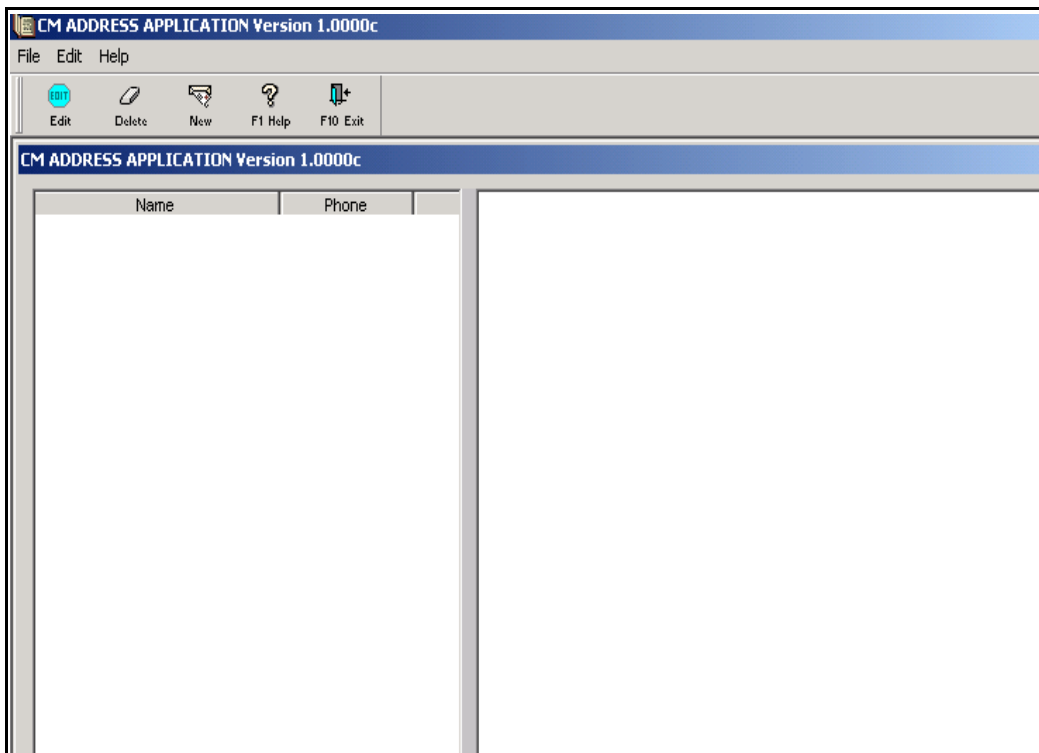 CM ADDRESS APPLICATION Version 1.0000c
File Edit Help
EDIT
Edit Delete New F1 Help F10 Exit
CM ADDRESS APPLICATION Version 1.0000c
Name Phone